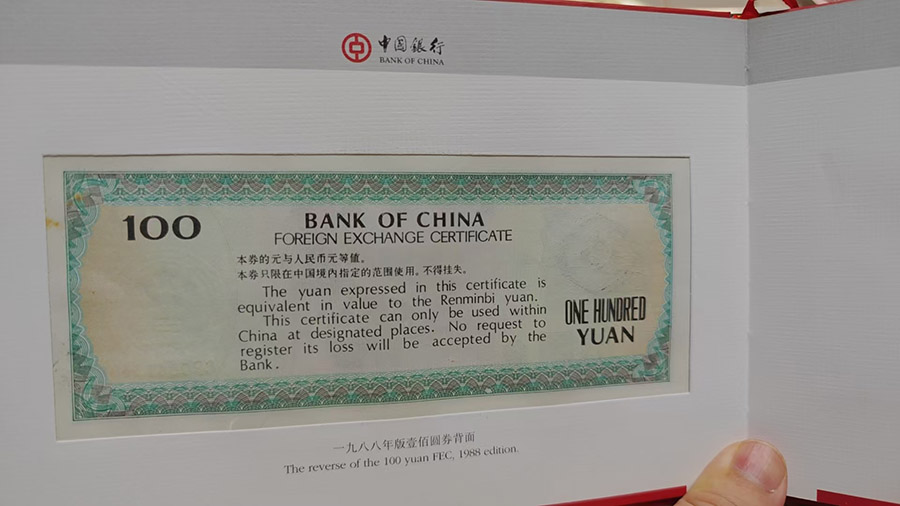 中国銀行
BANK OF CHINA
100
BANK OF CHINA
FOREIGN EXCHANGE CERTIFICATE
本券的元与人民币元等值。
本券只限在中国境内指定的范围使用。不得挂失。
The yuan expressed in this certificate is
equivalent in value to the Renminbi yuan.
This certificate can only be used within
China at designated places. No request to
register its loss will be accepted by the
Bank.
ONE HUNDRED
YUAN
一九八八年版壹佰圆券背面
The reverse of the 100 yuan FEC, 1988 edition.